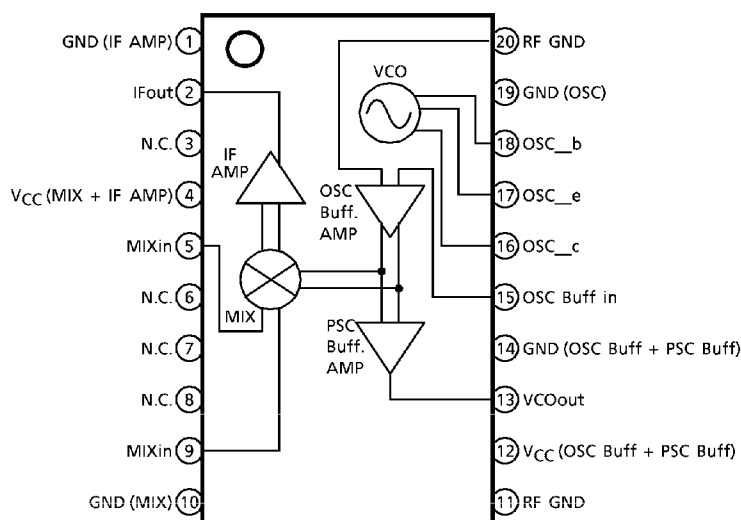 GND (IF AMP) 1
IFout 2
N.C. 3
VCC (MIX + IF AMP) 4
MIXin 5
N.C. 6
N.C. 7
N.C. 8
MIXin 9
GND (MIX) 10
VCO
IF
AMP
OSC
Buff.
AMP
MIX
PSC
Buff.
AMP
20 RF GND
19 GND (OSC)
18 OSC__b
17 OSC__e
16 OSC__c
15 OSC Buff in
14 GND (OSC Buff + PSC Buff)
13 VCOout
12 VCC (OSC Buff + PSC Buff)
11 RF GND